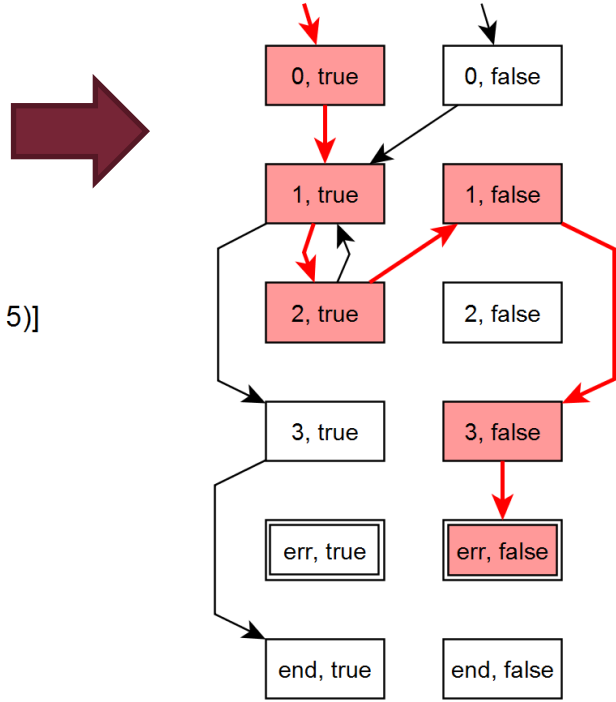 0, true
0, false
1, true
1, false
5)]
2, true
2, false
3, true
3, false
err, true
err, false
end, true
end, false